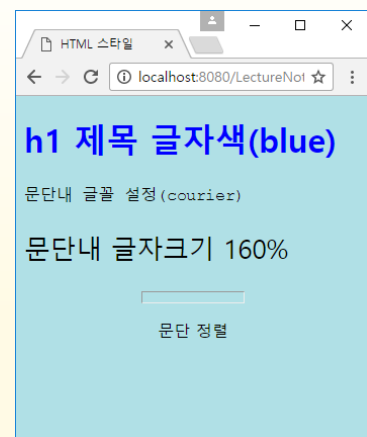 HTML 스타일
localhost:8080/LectureNot
h1 제목 글자색(blue)
문단내 글꼴 설정(courier)
문단내 글자크기 160%
문단 정렬